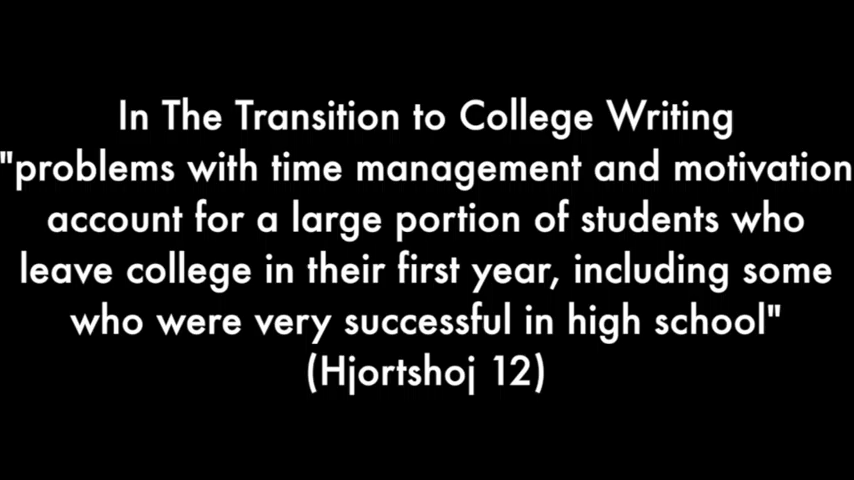 In The Transition to College Writing
"problems with time management and motivation
account for a large portion of students who
leave college in their first year, including some
who were very successful in high school"
(Hjortshoj 12)